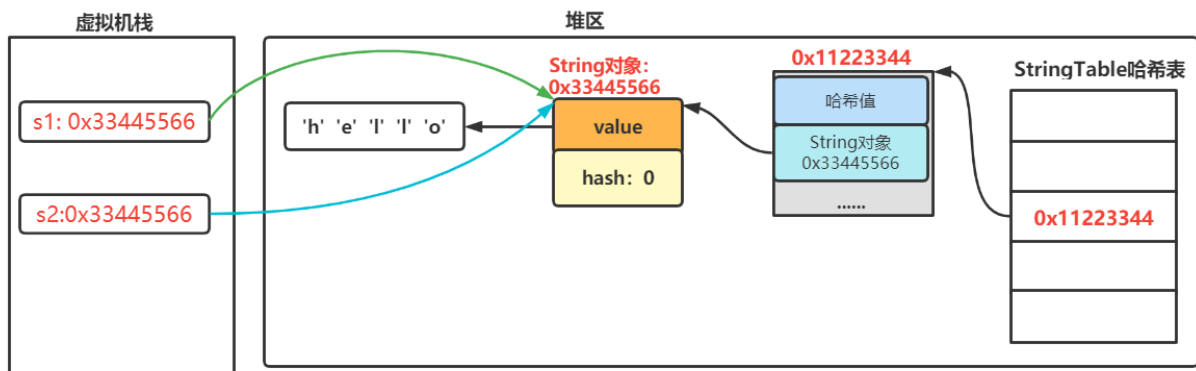 虚拟机栈
s1: 0x33445566
s2:0x33445566
堆区
'h' 'e' 'l' 'l' 'o'
String对象:
0x33445566
value
hash：0
0x11223344
哈希值
String对象
0x33445566
......
StringTable哈希表
0x11223344